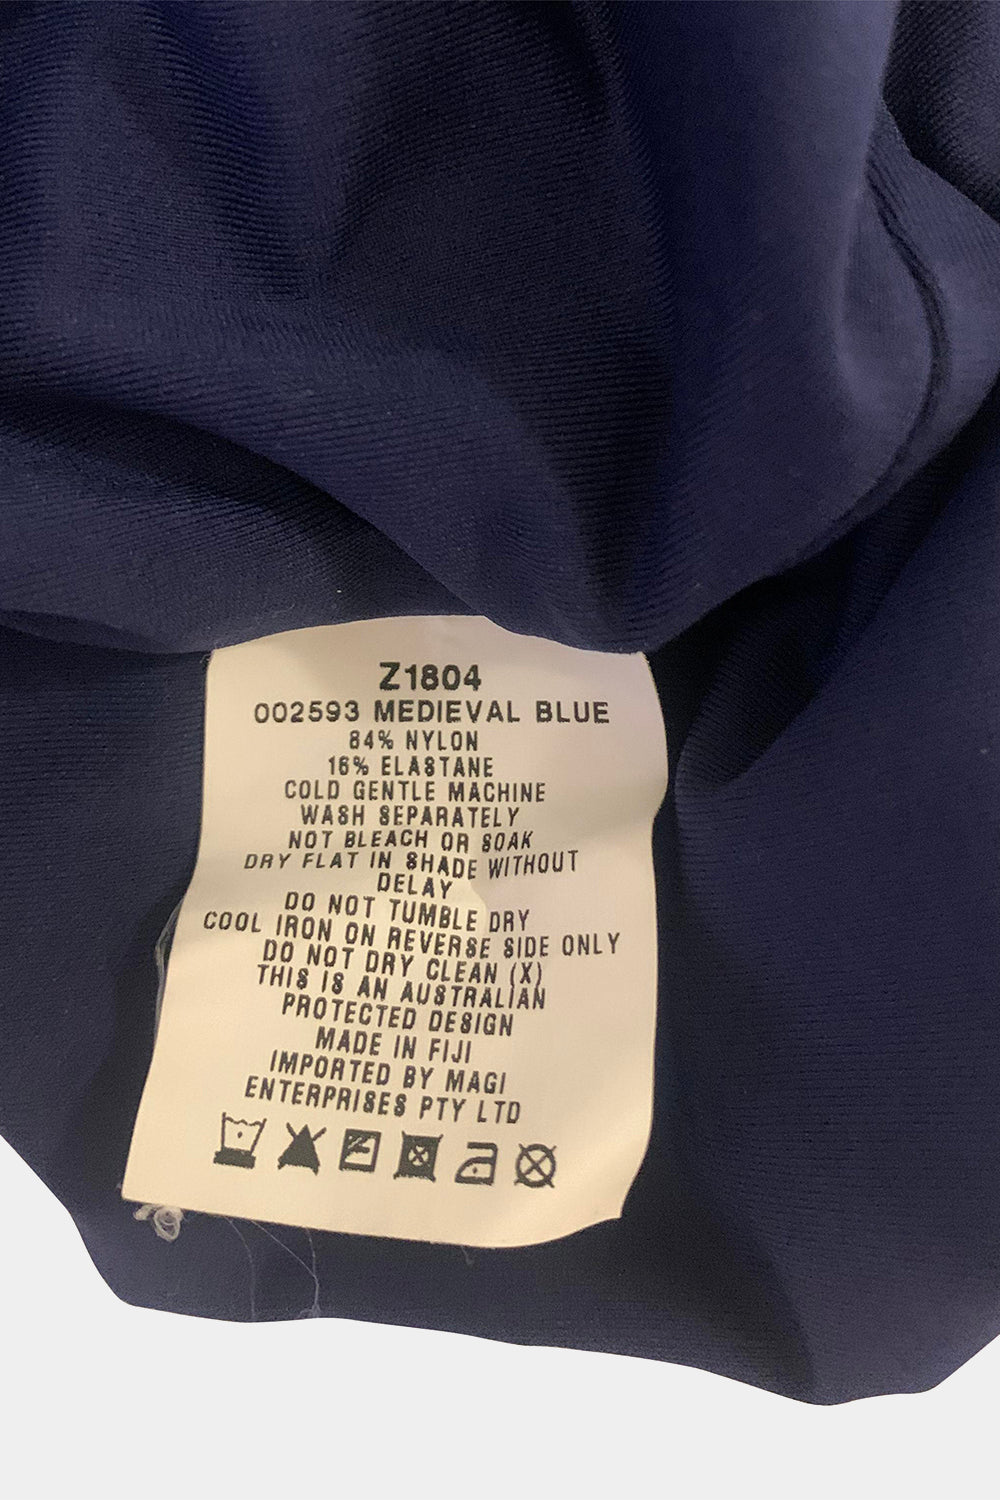 Z1804
002593 MEDIEVAL BLUE
84% NYLON
16% ELASTANE
COLD GENTLE MACHINE
WASH SEPARATELY
NOT BLEACH OR SOAK
DRY FLAT IN SHADE WITHOUT
DELAY
DO NOT TUMBLE DRY
COOL IRON ON REVERSE SIDE ONLY
DO NOT DRY CLEAN (X)
THIS IS AN AUSTRALIAN
PROTECTED DESIGN
MADE IN FIJI
IMPORTED BY MAGI
ENTERPRISES PTY LTD